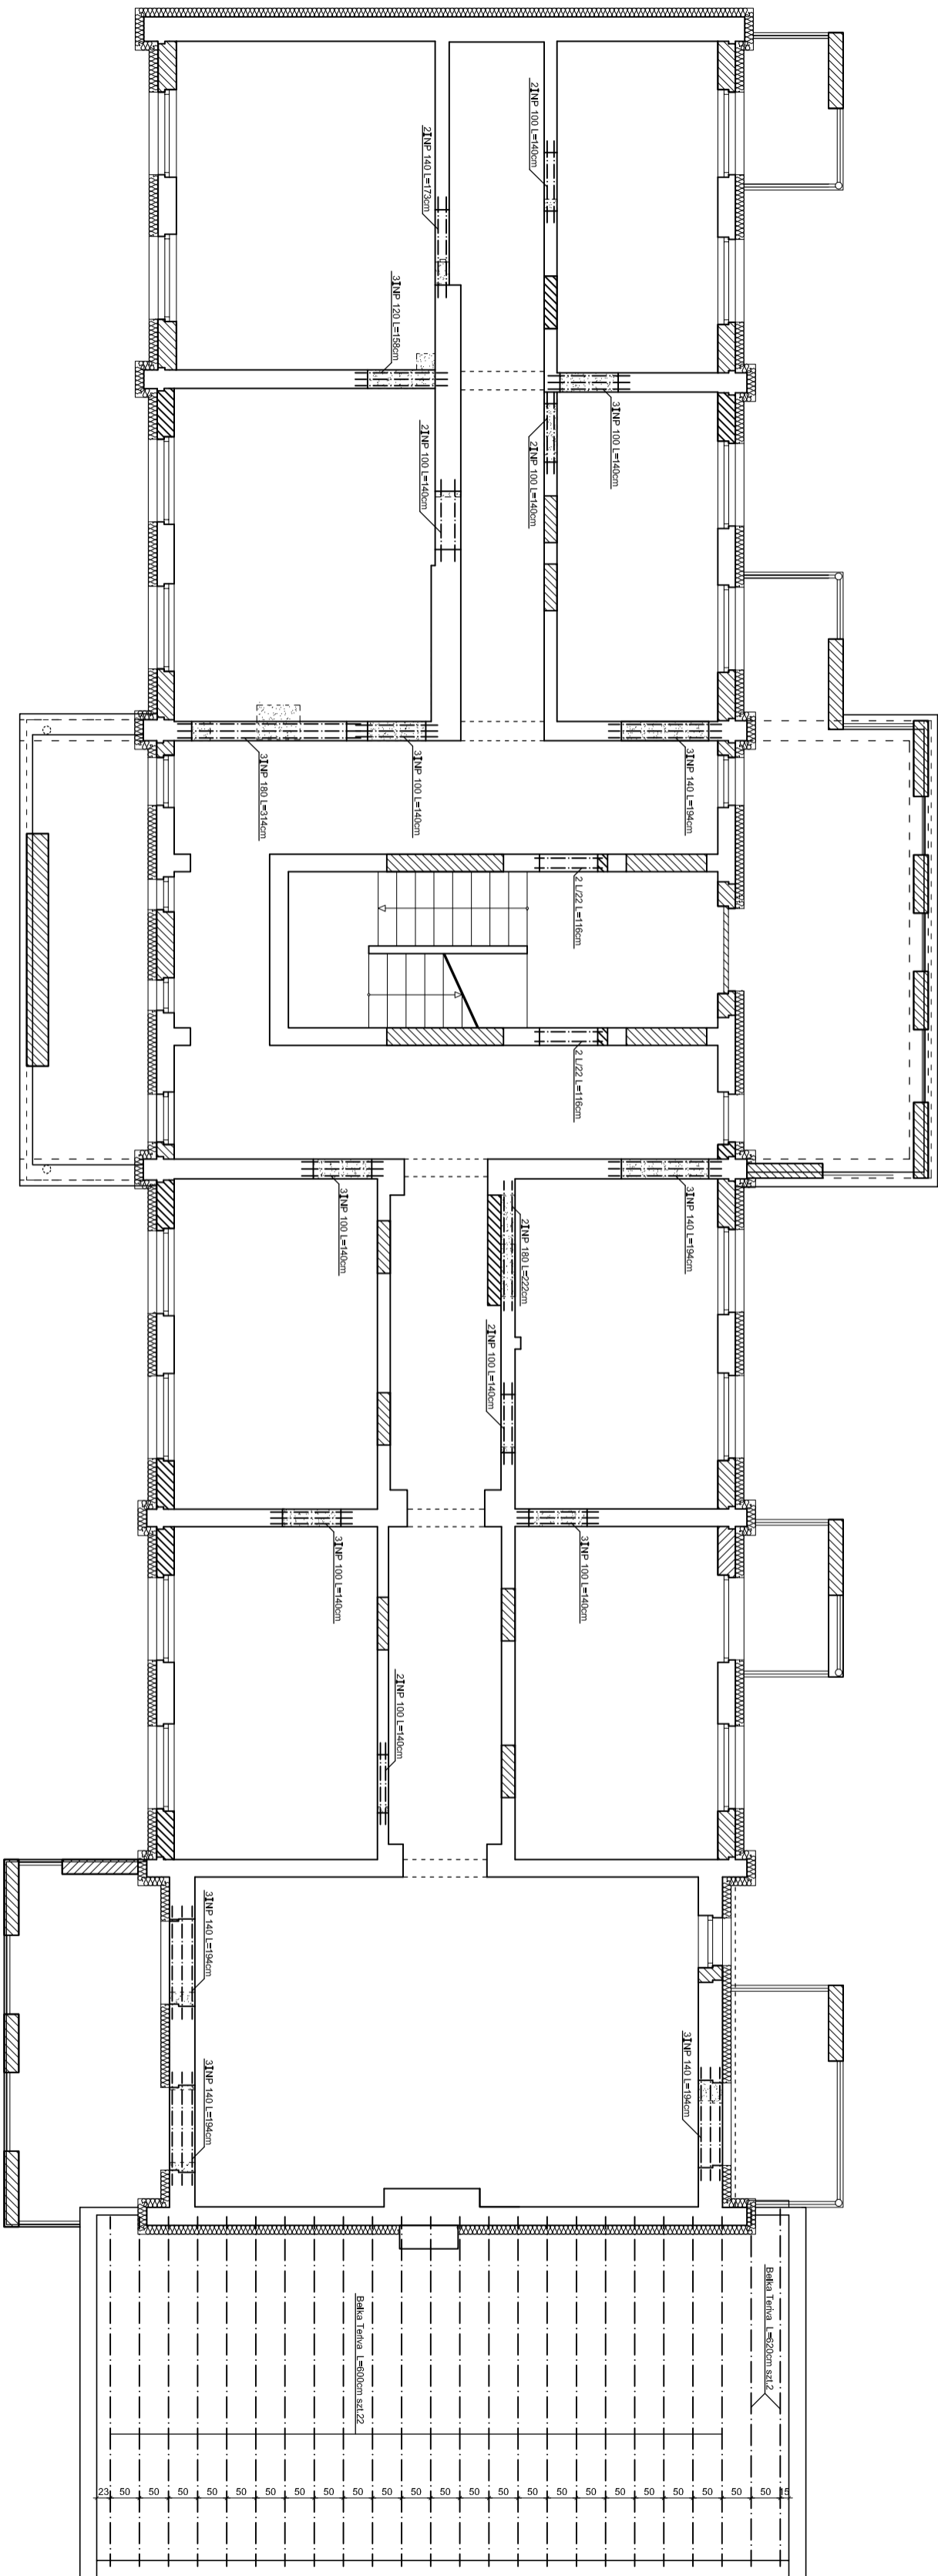 2INP 100 L=140cm
2INP 140 L=173cm
3INP 120 L=158cm
3INP 100 L=140cm
2INP 100 L=140cm
2INP 100 L=140cm
3INP 180 L=314cm
3INP 100 L=140cm
3INP 140 L=194cm
2 L/22 L=116cm
2 L/22 L=116cm
3INP 100 L=140cm
2INP 180 L=222cm
3INP 140 L=194cm
2INP 100 L=140cm
3INP 100 L=140cm
3INP 100 L=140cm
2INP 100 L=140cm
3INP 140 L=194cm
3INP 140 L=194cm
3INP 140 L=194cm
Belka Teriva L=620cm szt.2
Belka Teriva L=600cm szt.22
23 50 50 50 50 50 50 50 50 50 50 50 50 50 50 50 50 50 50 50 50 50 50 50 15